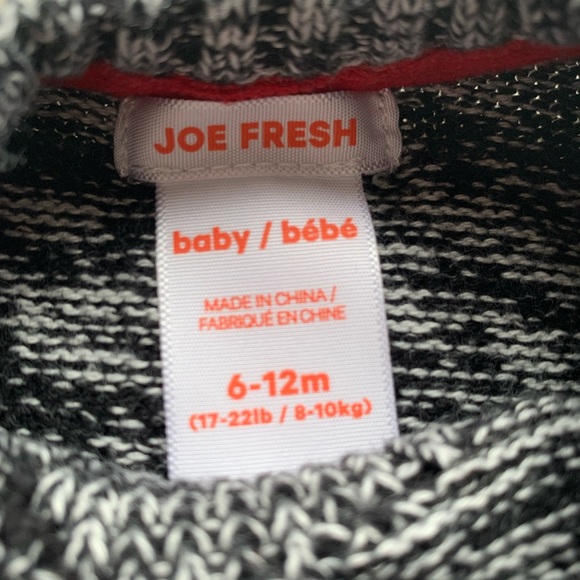 JOE FRESH
baby / bébé
MADE IN CHINA /
FABRIQUÉ EN CHINE
6-12m
(17-22lb / 8-10kg)